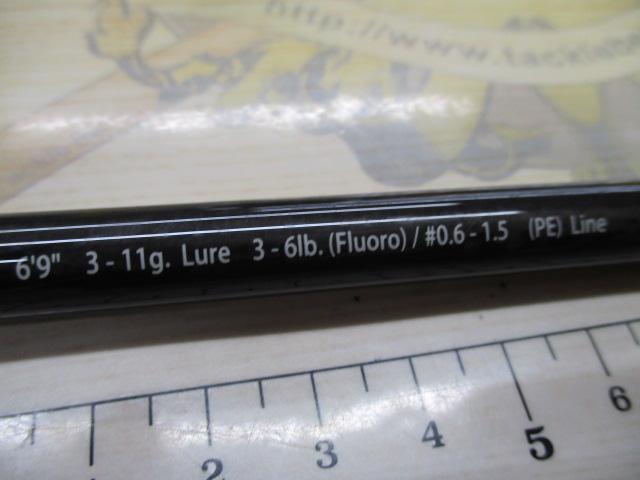 http://www.tackle
6'9" 3 - 11g. Lure 3 - 6lb. (Fluoro) / #0.6 - 1.5 (PE) Line
2 3 4 5 6